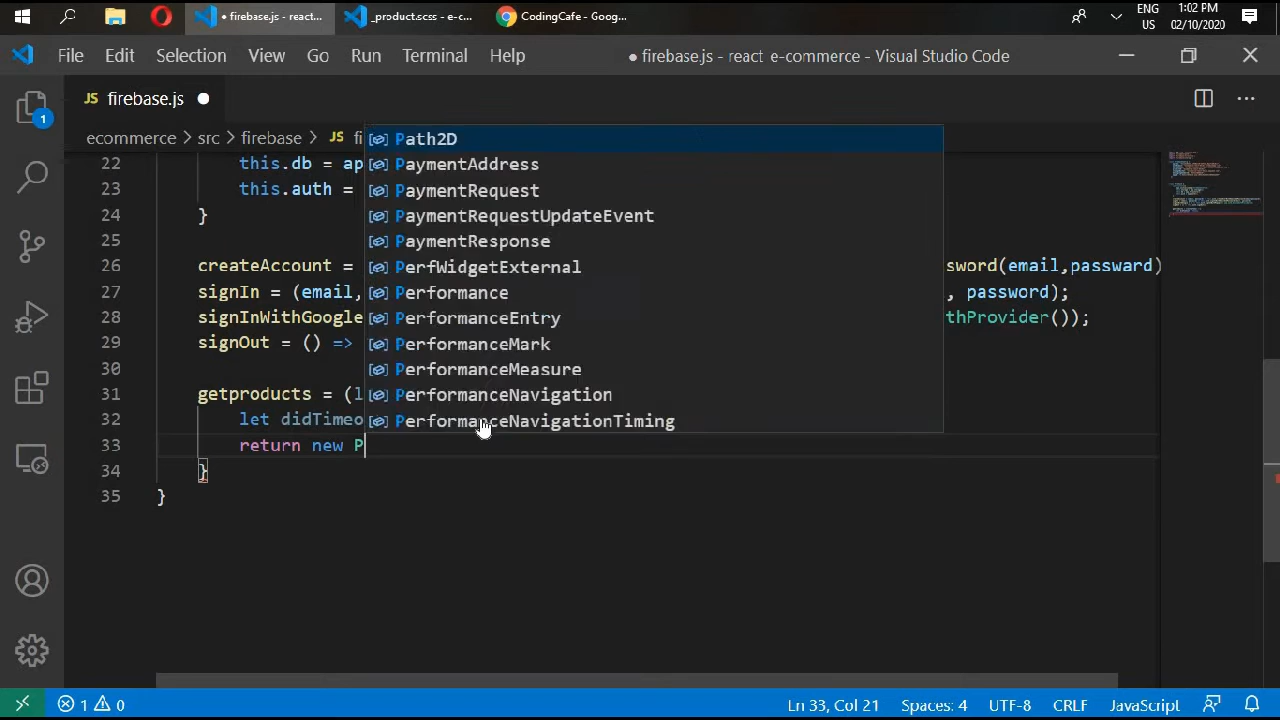 firebase.js - react...
_product.scss - e-c...
CodingCafe - Goog...
ENG
US
1:02 PM
02/10/2020
File Edit Selection View Go Run Terminal Help
● firebase.js - react e-commerce - Visual Studio Code
JS firebase.js
ecommerce > src > firebase > JS fi
1
22 this.db = ap
23 this.auth =
24 }
25
26 createAccount = sword(email,passward)
27 signIn = (email, , password);
28 signInWithGoogle thProvider());
29 signOut = () =>
30
31 getproducts = (l
32 let didTimeo
33 return new P
34 }
35 }
Path2D
PaymentAddress
PaymentRequest
PaymentRequestUpdateEvent
PaymentResponse
PerfWidgetExternal
Performance
PerformanceEntry
PerformanceMark
PerformanceMeasure
PerformanceNavigation
PerformanceNavigationTiming
1 0
Ln 33, Col 21 Spaces: 4 UTF-8 CRLF JavaScript